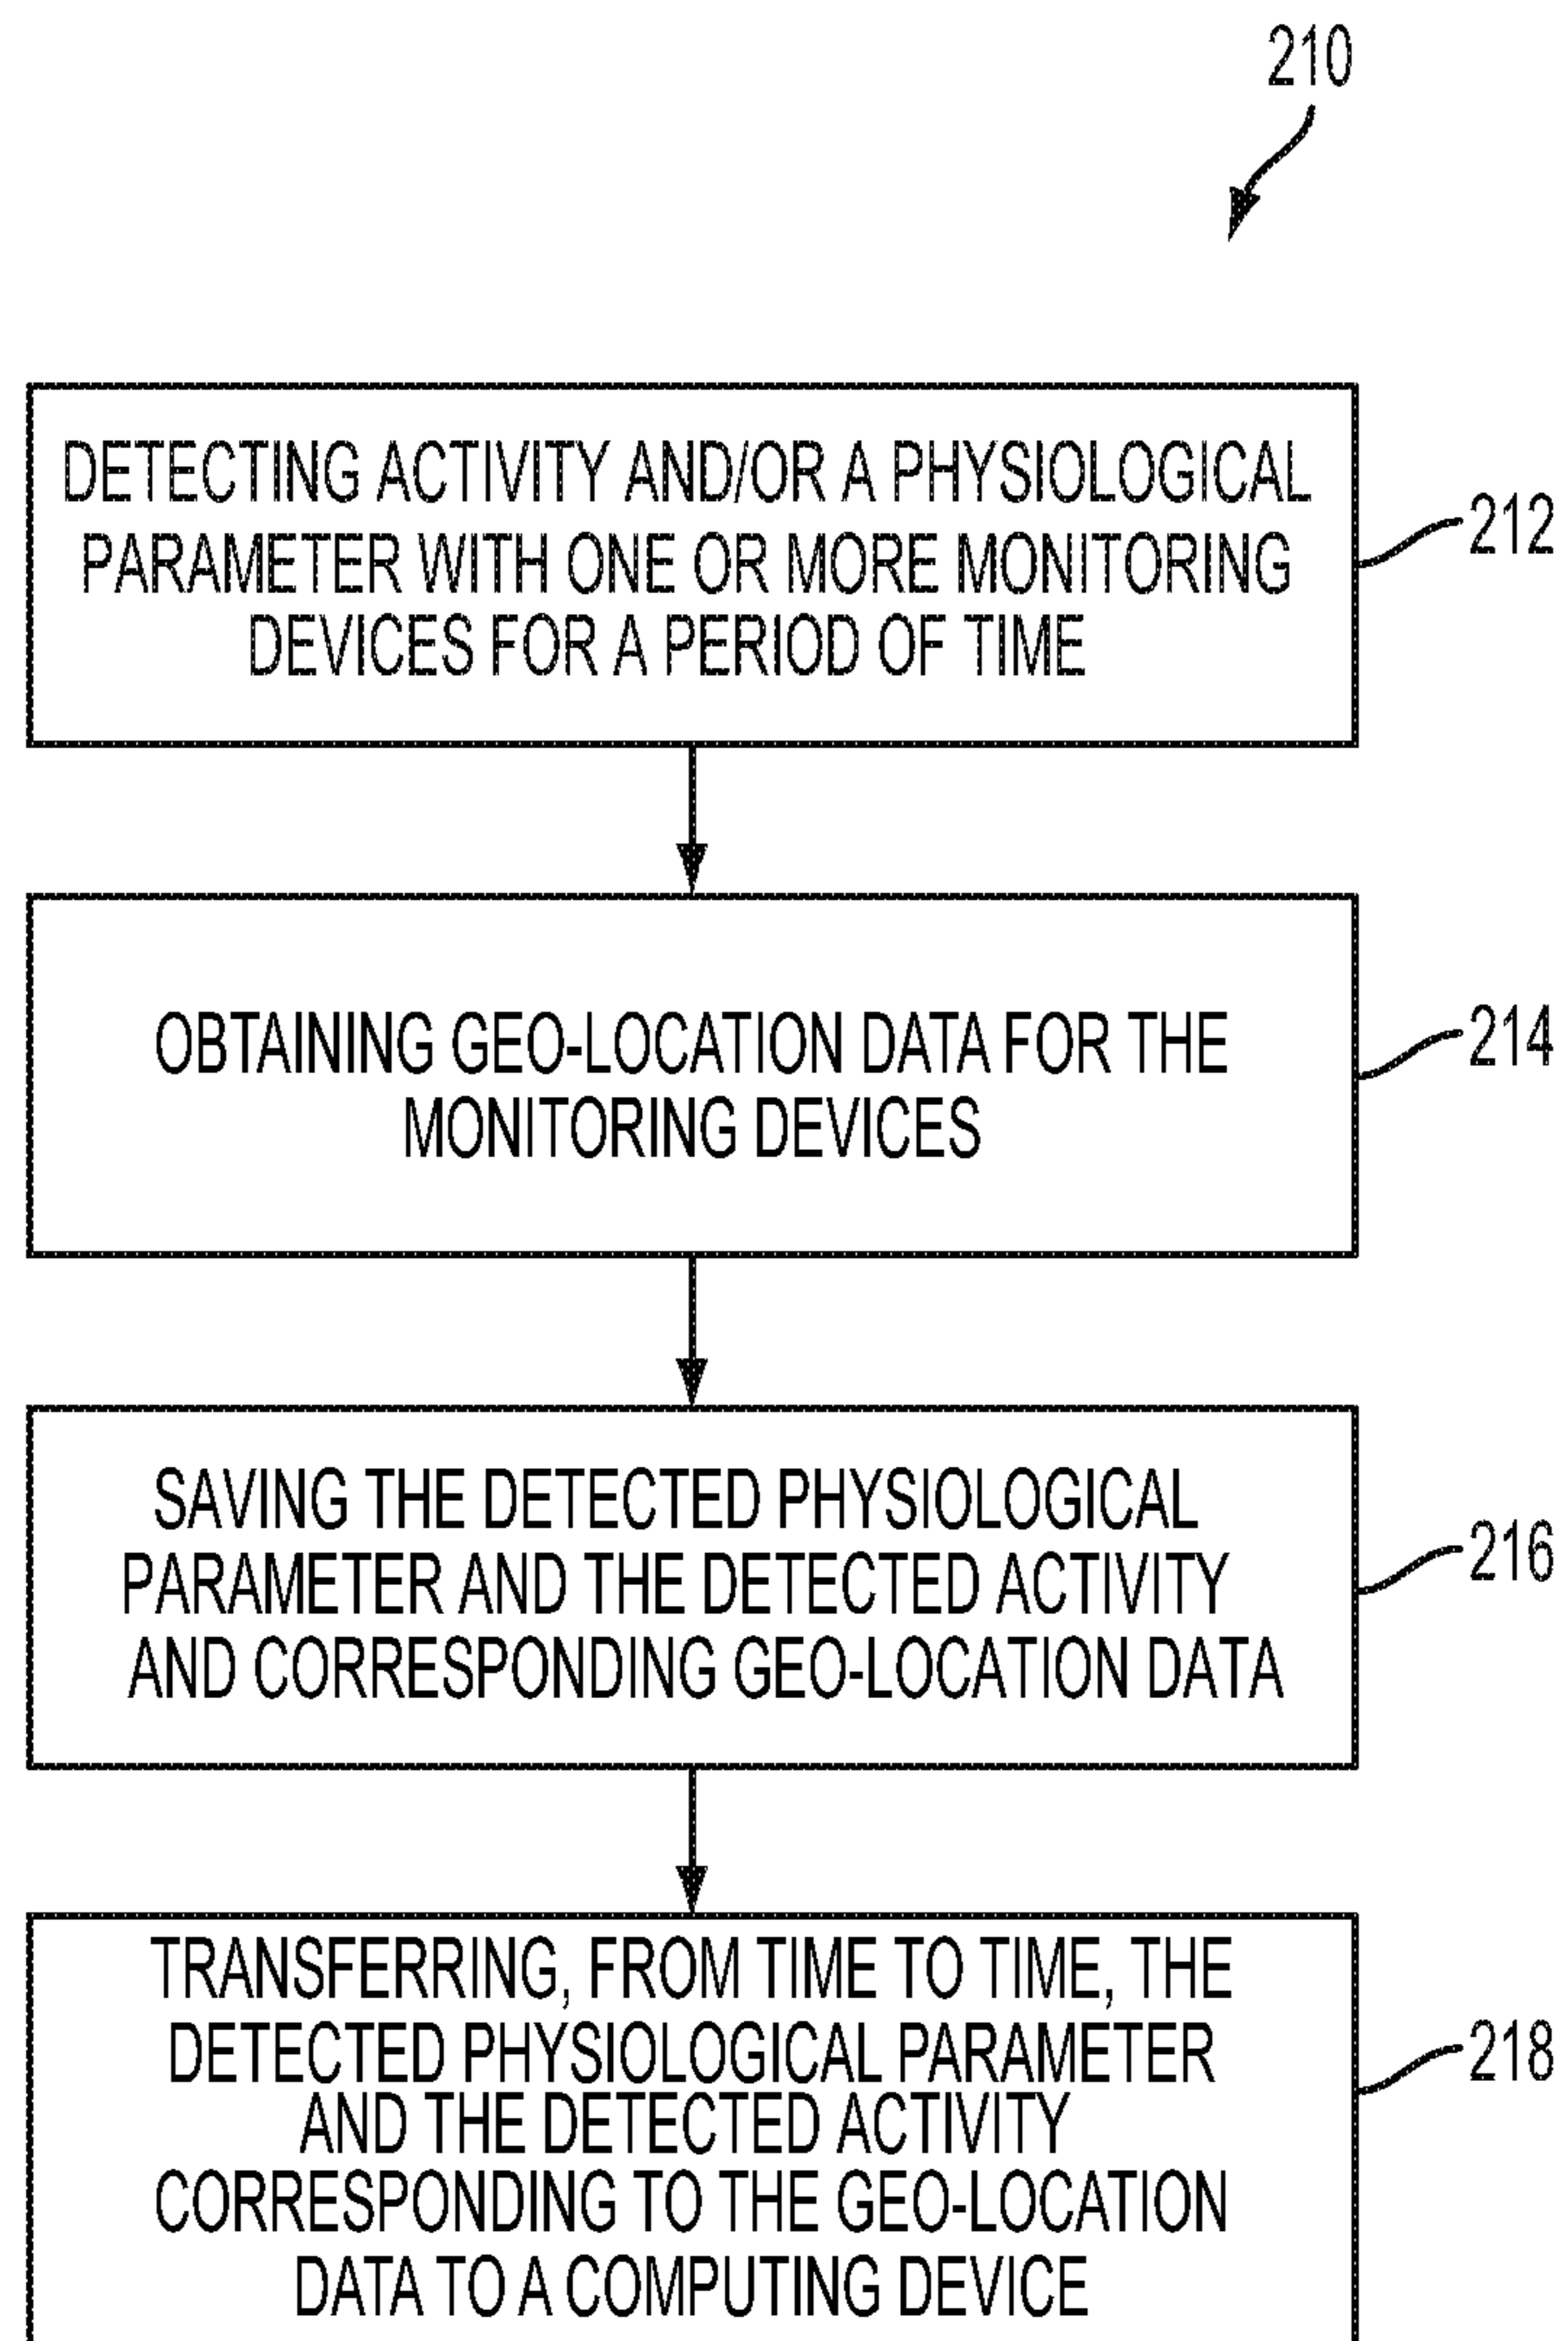 210
DETECTING ACTIVITY AND/OR A PHYSIOLOGICAL
PARAMETER WITH ONE OR MORE MONITORING
DEVICES FOR A PERIOD OF TIME
212
OBTAINING GEO-LOCATION DATA FOR THE
MONITORING DEVICES
214
SAVING THE DETECTED PHYSIOLOGICAL
PARAMETER AND THE DETECTED ACTIVITY
AND CORRESPONDING GEO-LOCATION DATA
216
TRANSFERRING, FROM TIME TO TIME, THE
DETECTED PHYSIOLOGICAL PARAMETER
AND THE DETECTED ACTIVITY
CORRESPONDING TO THE GEO-LOCATION
DATA TO A COMPUTING DEVICE
218